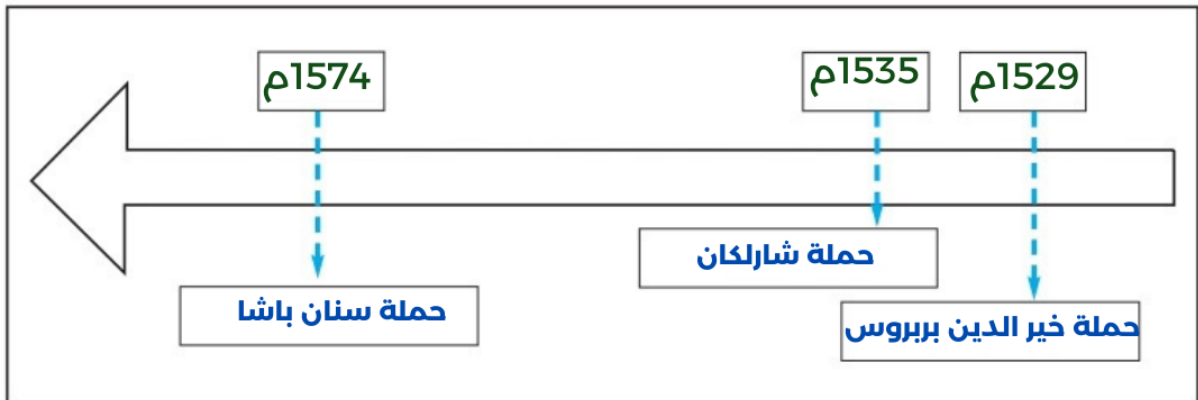 1529م
1535م
1574م
حملة شارلكان
حملة سنان باشا
حملة خير الدين بربروس